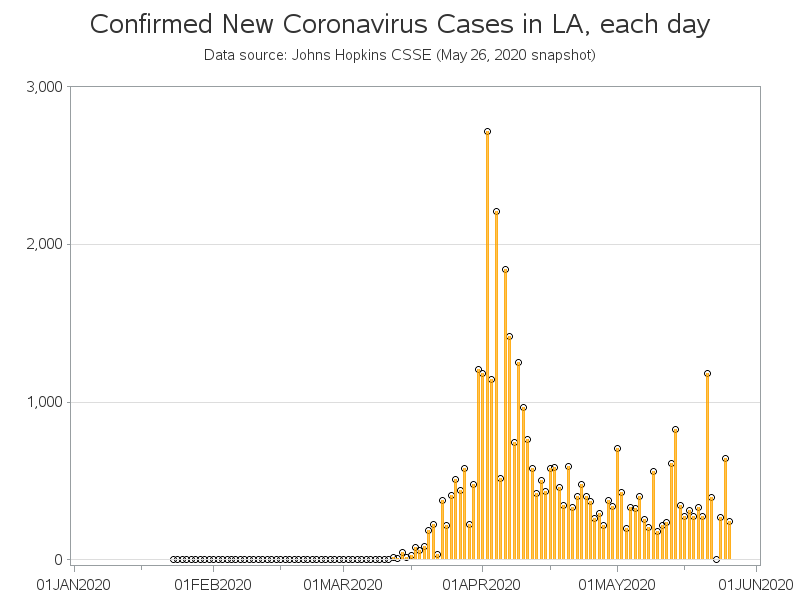 Confirmed New Coronavirus Cases in LA, each day
Data source: Johns Hopkins CSSE (May 26, 2020 snapshot)
3,000
2,000
1,000
0
01JAN2020 01FEB2020 01MAR2020 01APR2020 01MAY2020 01JUN2020